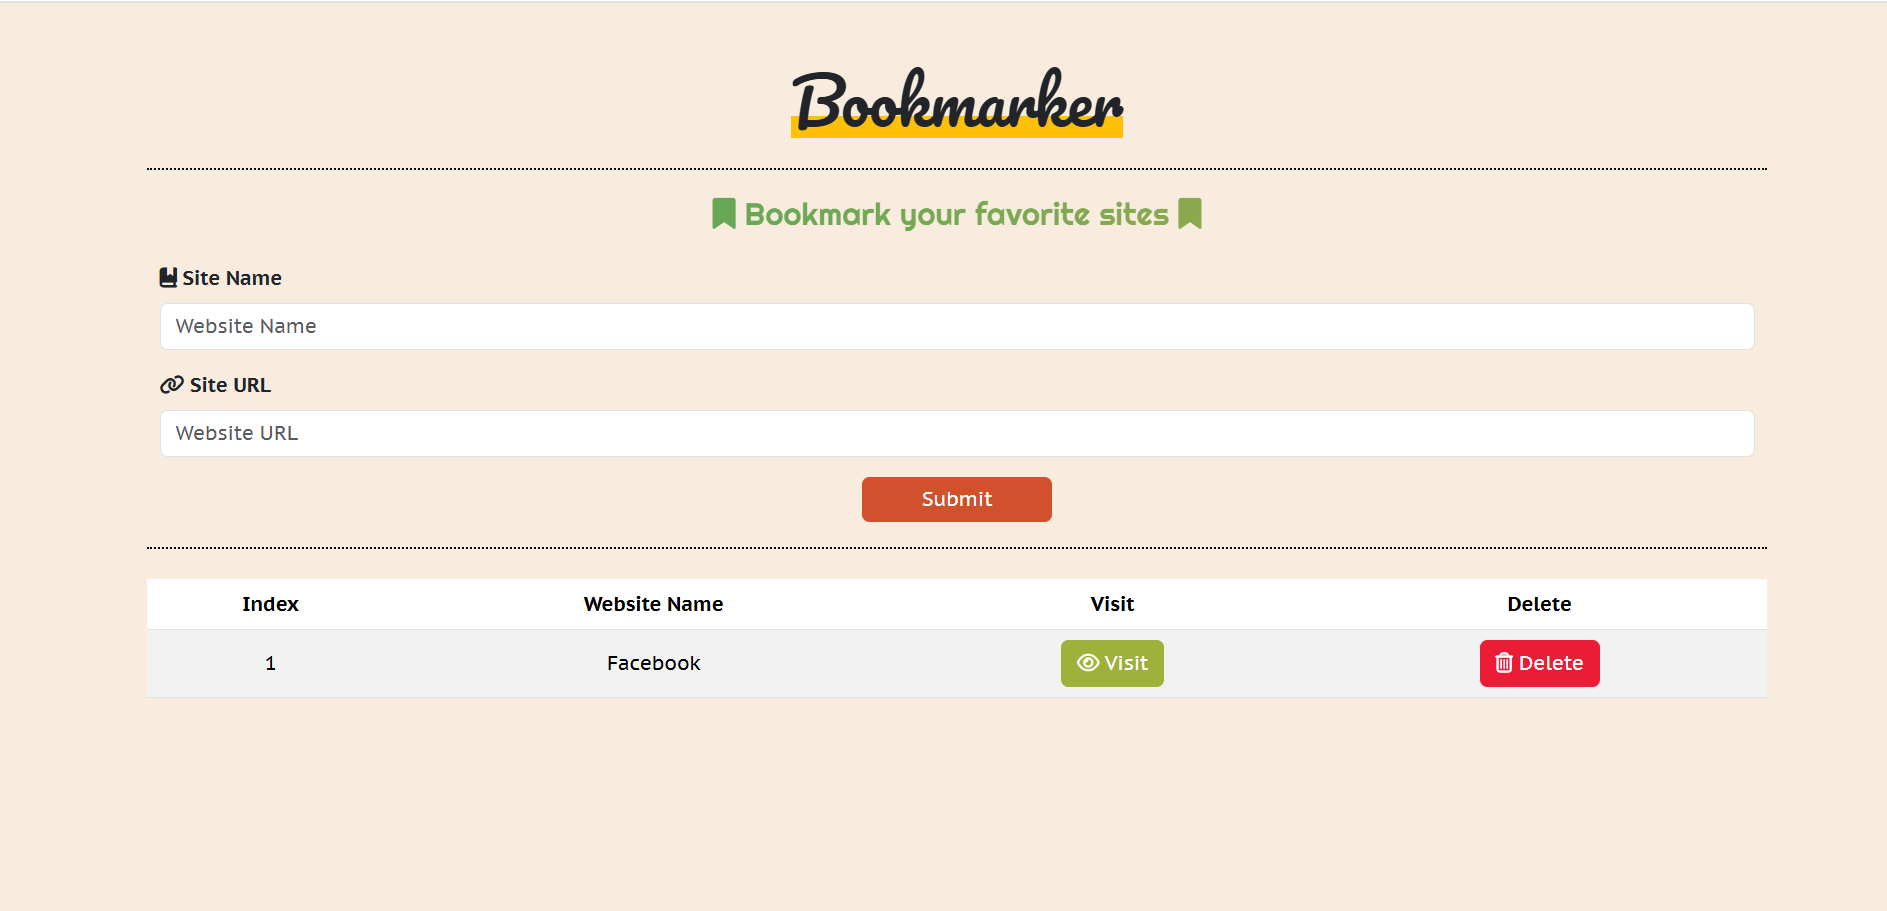 Bookmarker
Bookmark your favorite sites
Site Name
Website Name
Site URL
Website URL
Submit
Index Website Name Visit Delete
1 Facebook Visit Delete